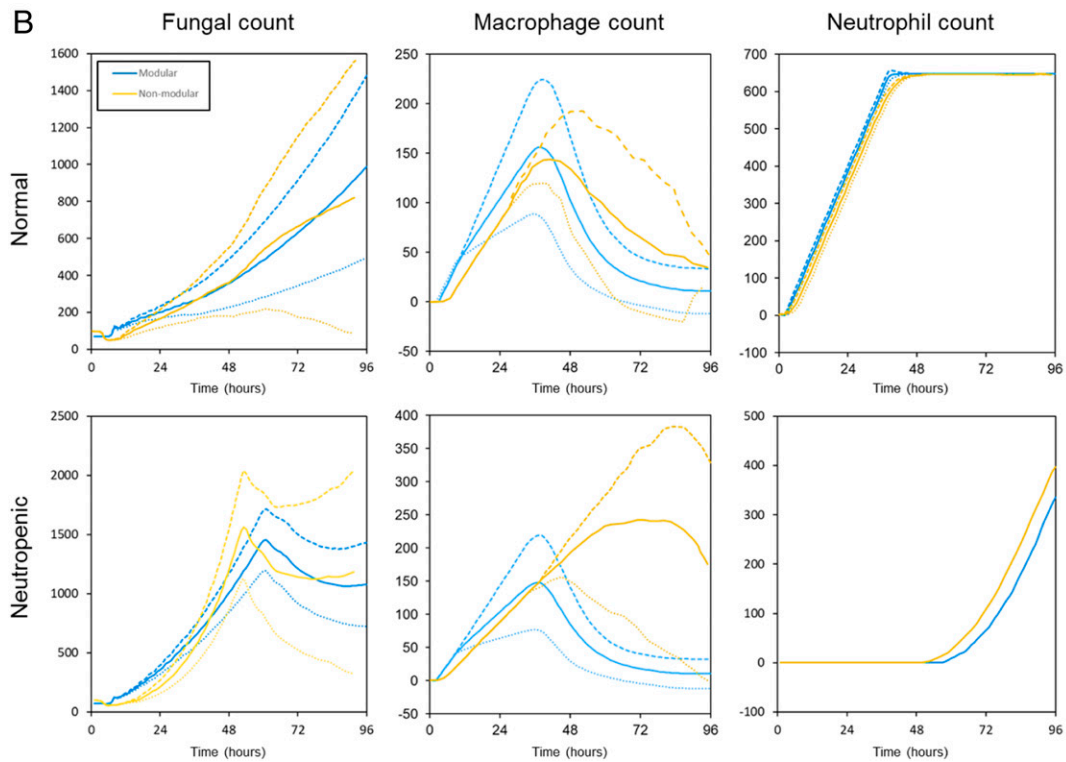 B
Fungal count Macrophage count Neutrophil count
Normal
1600
1400
1200
1000
800
600
400
200
0
Modular
Non-modular
0 24 48 72 96
Time (hours)
250
200
150
100
50
0
-50
0 24 48 72 96
Time (hours)
700
600
500
400
300
200
100
0
-100
0 24 48 72 96
Time (hours)
Neutropenic
2500
2000
1500
1000
500
0
0 24 48 72 96
Time (hours)
400
350
300
250
200
150
100
50
0
-50
0 24 48 72 96
Time (hours)
500
400
300
200
100
0
-100
0 24 48 72 96
Time (hours)